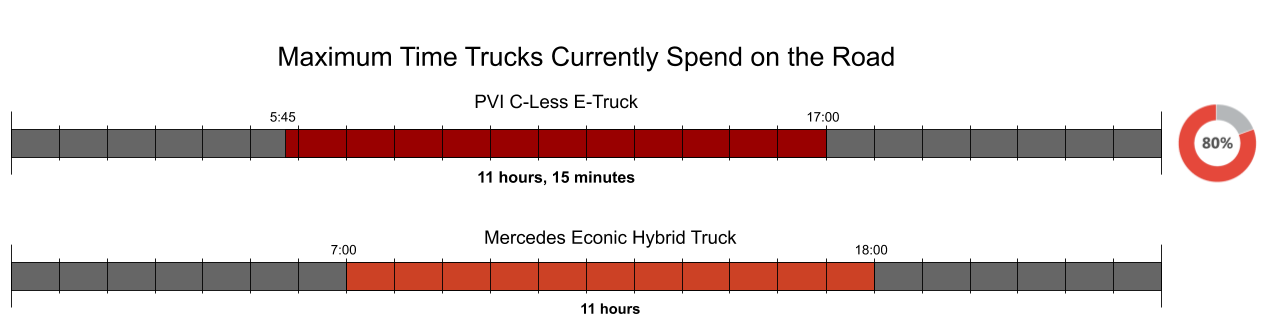 Maximum Time Trucks Currently Spend on the Road
PVI C-Less E-Truck
5:45
17:00
80%
11 hours, 15 minutes
Mercedes Econic Hybrid Truck
7:00
18:00
11 hours